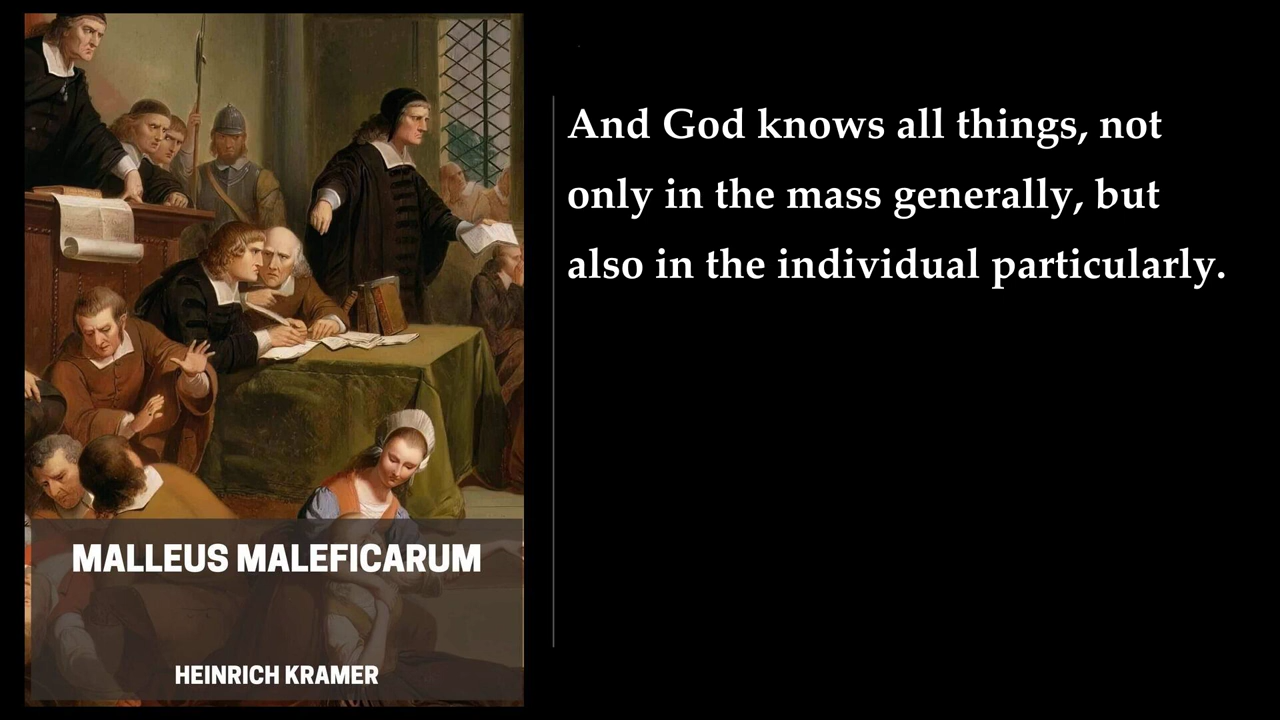 MALLEUS MALEFICARUM
HEINRICH KRAMER
And God knows all things, not
only in the mass generally, but
also in the individual particularly.